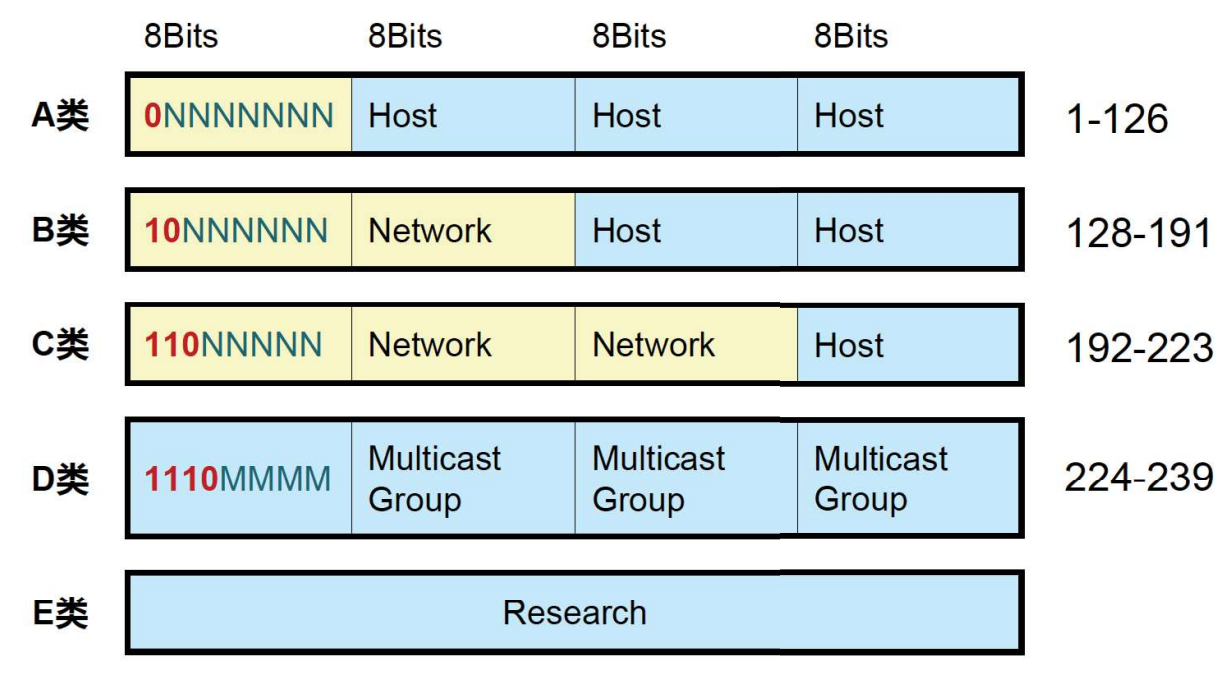 8Bits 8Bits 8Bits 8Bits
A类 0NNNNNNN Host Host Host 1-126
B类 10NNNNNN Network Host Host 128-191
C类 110NNNNN Network Network Host 192-223
D类 1110MMMM Multicast Group Multicast Group Multicast Group 224-239
E类 Research